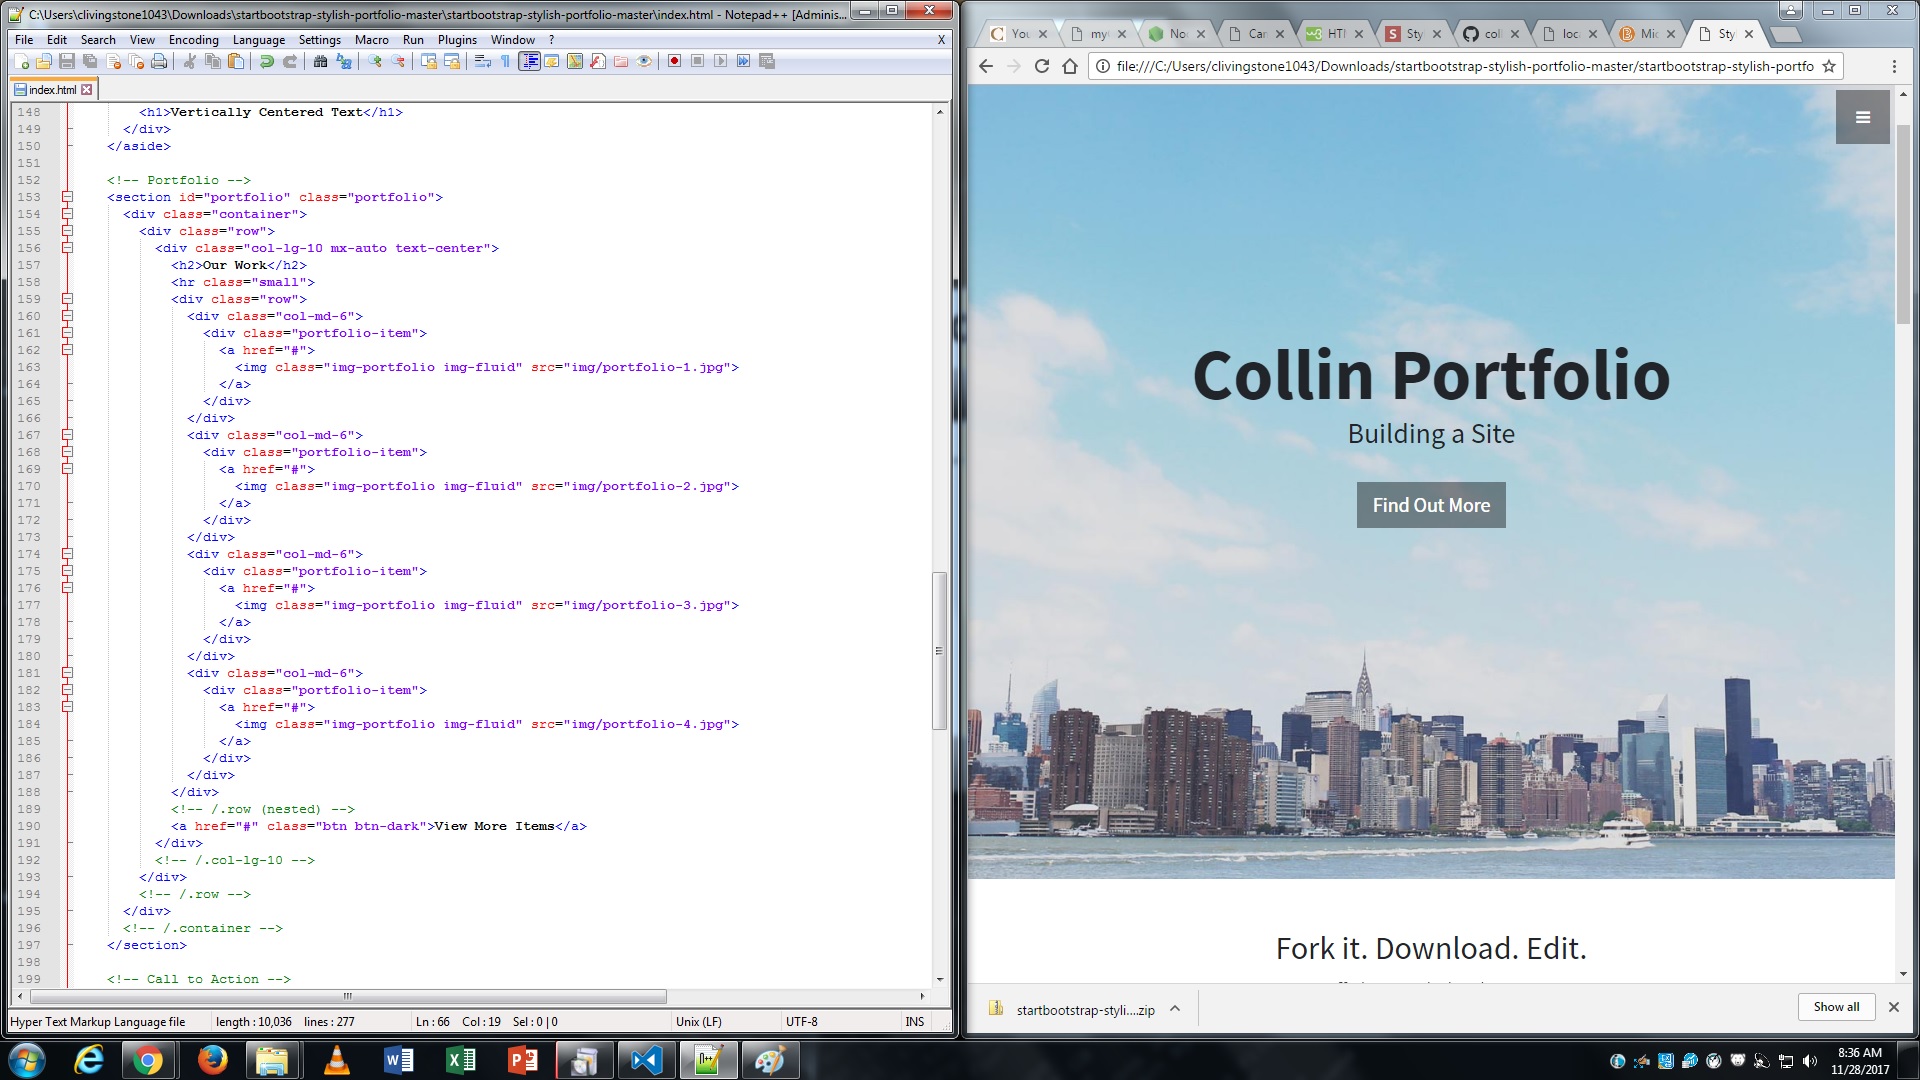 C:\Users\clivingstone1043\Downloads\startbootstrap-stylish-portfolio-master\startbootstrap-stylish-portfolio-master\index.html - Notepad++ [Adminis...
File Edit Search View Encoding Language Settings Macro Run Plugins Window ? X
index.html
148 <h1>Vertically Centered Text</h1>
149 </div>
150 </aside>
151
152 <!-- Portfolio -->
153 <section id="portfolio" class="portfolio">
154 <div class="container">
155 <div class="row">
156 <div class="col-lg-10 mx-auto text-center">
157 <h2>Our Work</h2>
158 <hr class="small">
159 <div class="row">
160 <div class="col-md-6">
161 <div class="portfolio-item">
162 <a href="#">
163 <img class="img-portfolio img-fluid" src="img/portfolio-1.jpg">
164 </a>
165 </div>
166 </div>
167 <div class="col-md-6">
168 <div class="portfolio-item">
169 <a href="#">
170 <img class="img-portfolio img-fluid" src="img/portfolio-2.jpg">
171 </a>
172 </div>
173 </div>
174 <div class="col-md-6">
175 <div class="portfolio-item">
176 <a href="#">
177 <img class="img-portfolio img-fluid" src="img/portfolio-3.jpg">
178 </a>
179 </div>
180 </div>
181 <div class="col-md-6">
182 <div class="portfolio-item">
183 <a href="#">
184 <img class="img-portfolio img-fluid" src="img/portfolio-4.jpg">
185 </a>
186 </div>
187 </div>
188 </div>
189 <!-- /.row (nested) -->
190 <a href="#" class="btn btn-dark">View More Items</a>
191 </div>
192 <!-- /.col-lg-10 -->
193 </div>
194 <!-- /.row -->
195 </div>
196 <!-- /.container -->
197 </section>
198
199 <!-- Call to Action -->
Hyper Text Markup Language file length : 10,036 lines : 277 Ln : 66 Col : 19 Sel : 0 | 0 Unix (LF) UTF-8 INS
You my No Car HTM Sty coll loc Mic Sty
file:///C:/Users/clivingstone1043/Downloads/startbootstrap-stylish-portfolio-master/startbootstrap-stylish-portfo
Collin Portfolio
Building a Site
Find Out More
Fork it. Download. Edit.
startbootstrap-styli....zip Show all
8:36 AM
11/28/2017